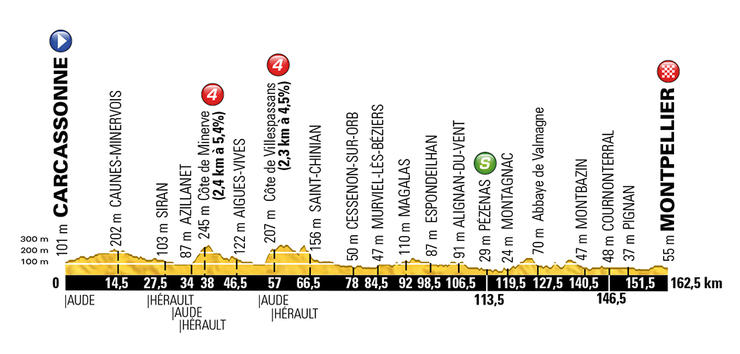 CARCASSONNE
101 m
202 m CAUNES-MINERVOIS
103 m SIRAN
87 m AZILLANET
4
245 m Côte de Minerve
(2,4 km à 5,4%)
122 m AIGUES-VIVES
4
207 m Côte de Villespassans
(2,3 km à 4,5%)
156 m SAINT-CHINIAN
50 m CESSENON-SUR-ORB
47 m MURVIEL-LÈS-BÉZIERS
110 m MAGALAS
87 m ESPONDEILHAN
91 m ALIGNAN-DU-VENT
S
29 m PÉZENAS
24 m MONTAGNAC
70 m Abbaye de Valmagne
47 m MONTBAZIN
48 m COURNONTERRAL
37 m PIGNAN
55 m MONTPELLIER
300 m
200 m
100 m
0 14,5 27,5 34 38 46,5 57 66,5 78 84,5 92 98,5 106,5 113,5 119,5 127,5 140,5 146,5 151,5 162,5 km
|AUDE |HÉRAULT |AUDE |HÉRAULT |AUDE |HÉRAULT